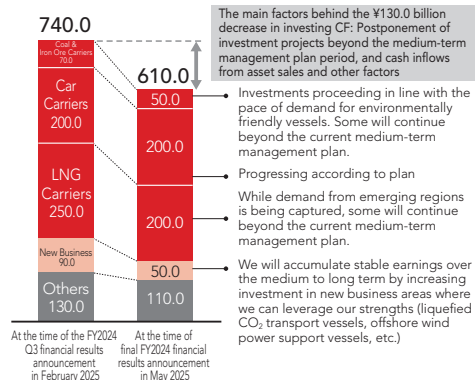 740.0
Coal &
Iron Ore Carriers
70.0
Car
Carriers
200.0
LNG
Carriers
250.0
New Business
90.0
Others
130.0
At the time of the FY2024
Q3 financial results
announcement
in February 2025
610.0
50.0
200.0
200.0
50.0
110.0
At the time of
final FY2024 financial
results announcement
in May 2025
The main factors behind the ¥130.0 billion
decrease in investing CF: Postponement of
investment projects beyond the medium-term
management plan period, and cash inflows
from asset sales and other factors
Investments proceeding in line with the
pace of demand for environmentally
friendly vessels. Some will continue
beyond the current medium-term
management plan.
Progressing according to plan
While demand from emerging regions
is being captured, some will continue
beyond the current medium-term
management plan.
We will accumulate stable earnings over
the medium to long term by increasing
investment in new business areas where
we can leverage our strengths (liquefied
CO₂ transport vessels, offshore wind
power support vessels, etc.)